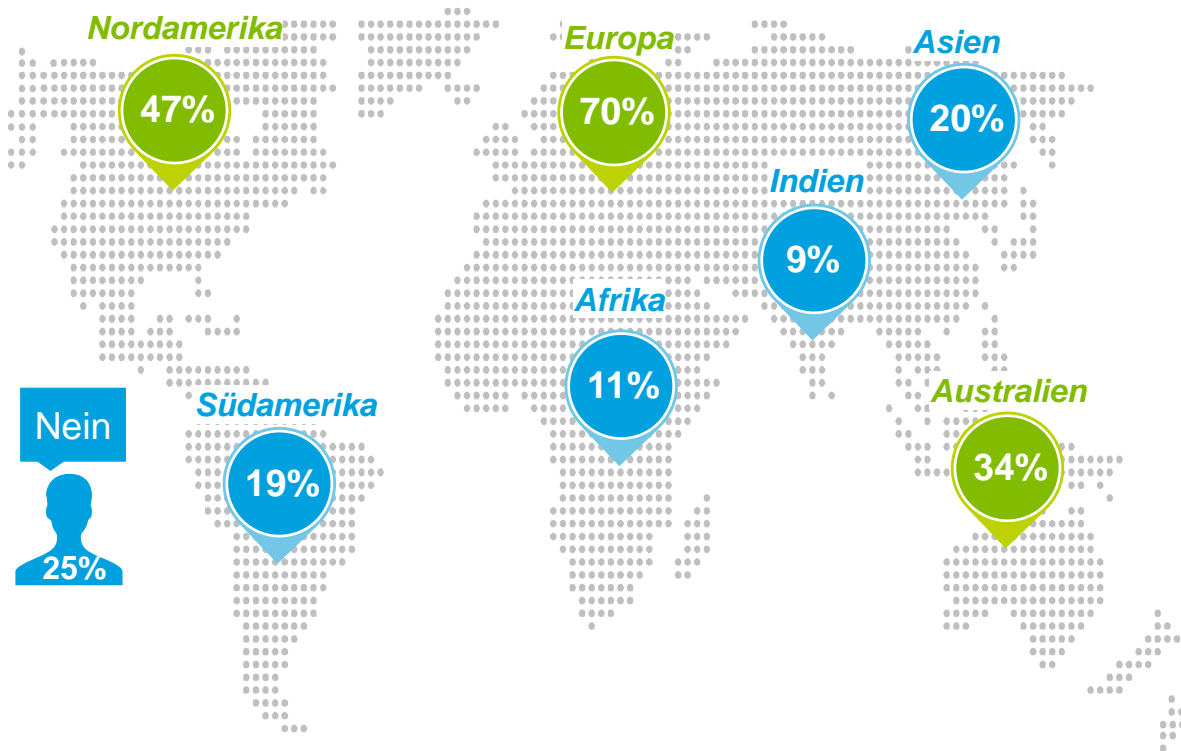 Nordamerika
47%
Europa
70%
Asien
20%
Indien
9%
Afrika
11%
Südamerika
19%
Australien
34%
Nein
25%